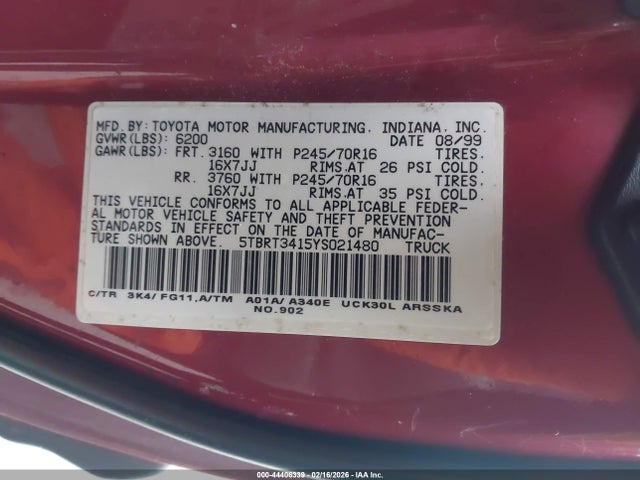 MFD. BY: TOYOTA MOTOR MANUFACTURING, INDIANA, INC.
GVWR(LBS): 6200 DATE 08/99
GAWR(LBS): FRT. 3160 WITH P245/70R16 TIRES,
16X7JJ RIMS,AT 26 PSI COLD.
RR. 3760 WITH P245/70R16 TIRES,
16X7JJ RIMS,AT 35 PSI COLD.
THIS VEHICLE CONFORMS TO ALL APPLICABLE FEDER-
AL MOTOR VEHICLE SAFETY AND THEFT PREVENTION
STANDARDS IN EFFECT ON THE DATE OF MANUFAC-
TURE SHOWN ABOVE. 5TBRT3415YS021480 TRUCK
C/TR 3K4/ FG11,A/TM A01A/ A340E UCK30L ARSSKA
NO.902
000-44406339 - 02/16/2026 - IAA Inc.